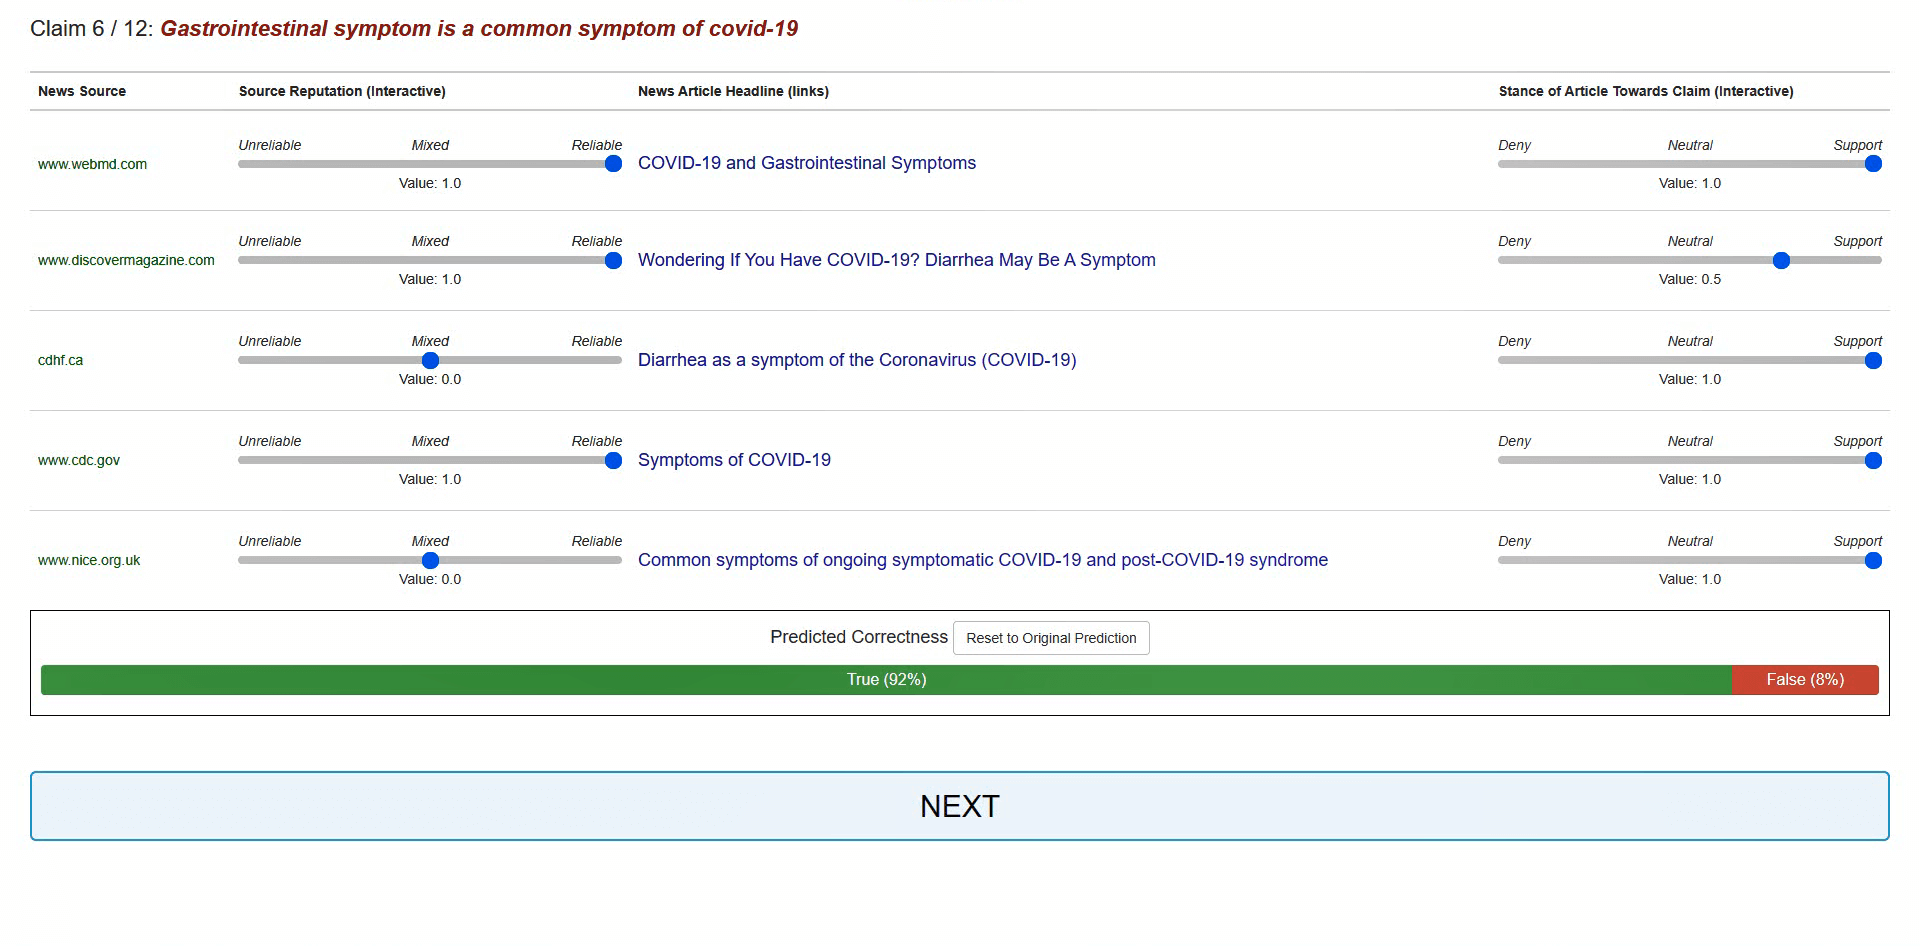 Claim 6 / 12: Gastrointestinal symptom is a common symptom of covid-19
News Source Source Reputation (Interactive) News Article Headline (links) Stance of Article Towards Claim (Interactive)
Unreliable Mixed Reliable Deny Neutral Support
www.webmd.com COVID-19 and Gastrointestinal Symptoms
Value: 1.0 Value: 1.0
Unreliable Mixed Reliable Deny Neutral Support
www.discovermagazine.com Wondering If You Have COVID-19? Diarrhea May Be A Symptom
Value: 1.0 Value: 0.5
Unreliable Mixed Reliable Deny Neutral Support
cdhf.ca Diarrhea as a symptom of the Coronavirus (COVID-19)
Value: 0.0 Value: 1.0
Unreliable Mixed Reliable Deny Neutral Support
www.cdc.gov Symptoms of COVID-19
Value: 1.0 Value: 1.0
Unreliable Mixed Reliable Deny Neutral Support
www.nice.org.uk Common symptoms of ongoing symptomatic COVID-19 and post-COVID-19 syndrome
Value: 0.0 Value: 1.0
Predicted Correctness Reset to Original Prediction
True (92%) False (8%)
NEXT